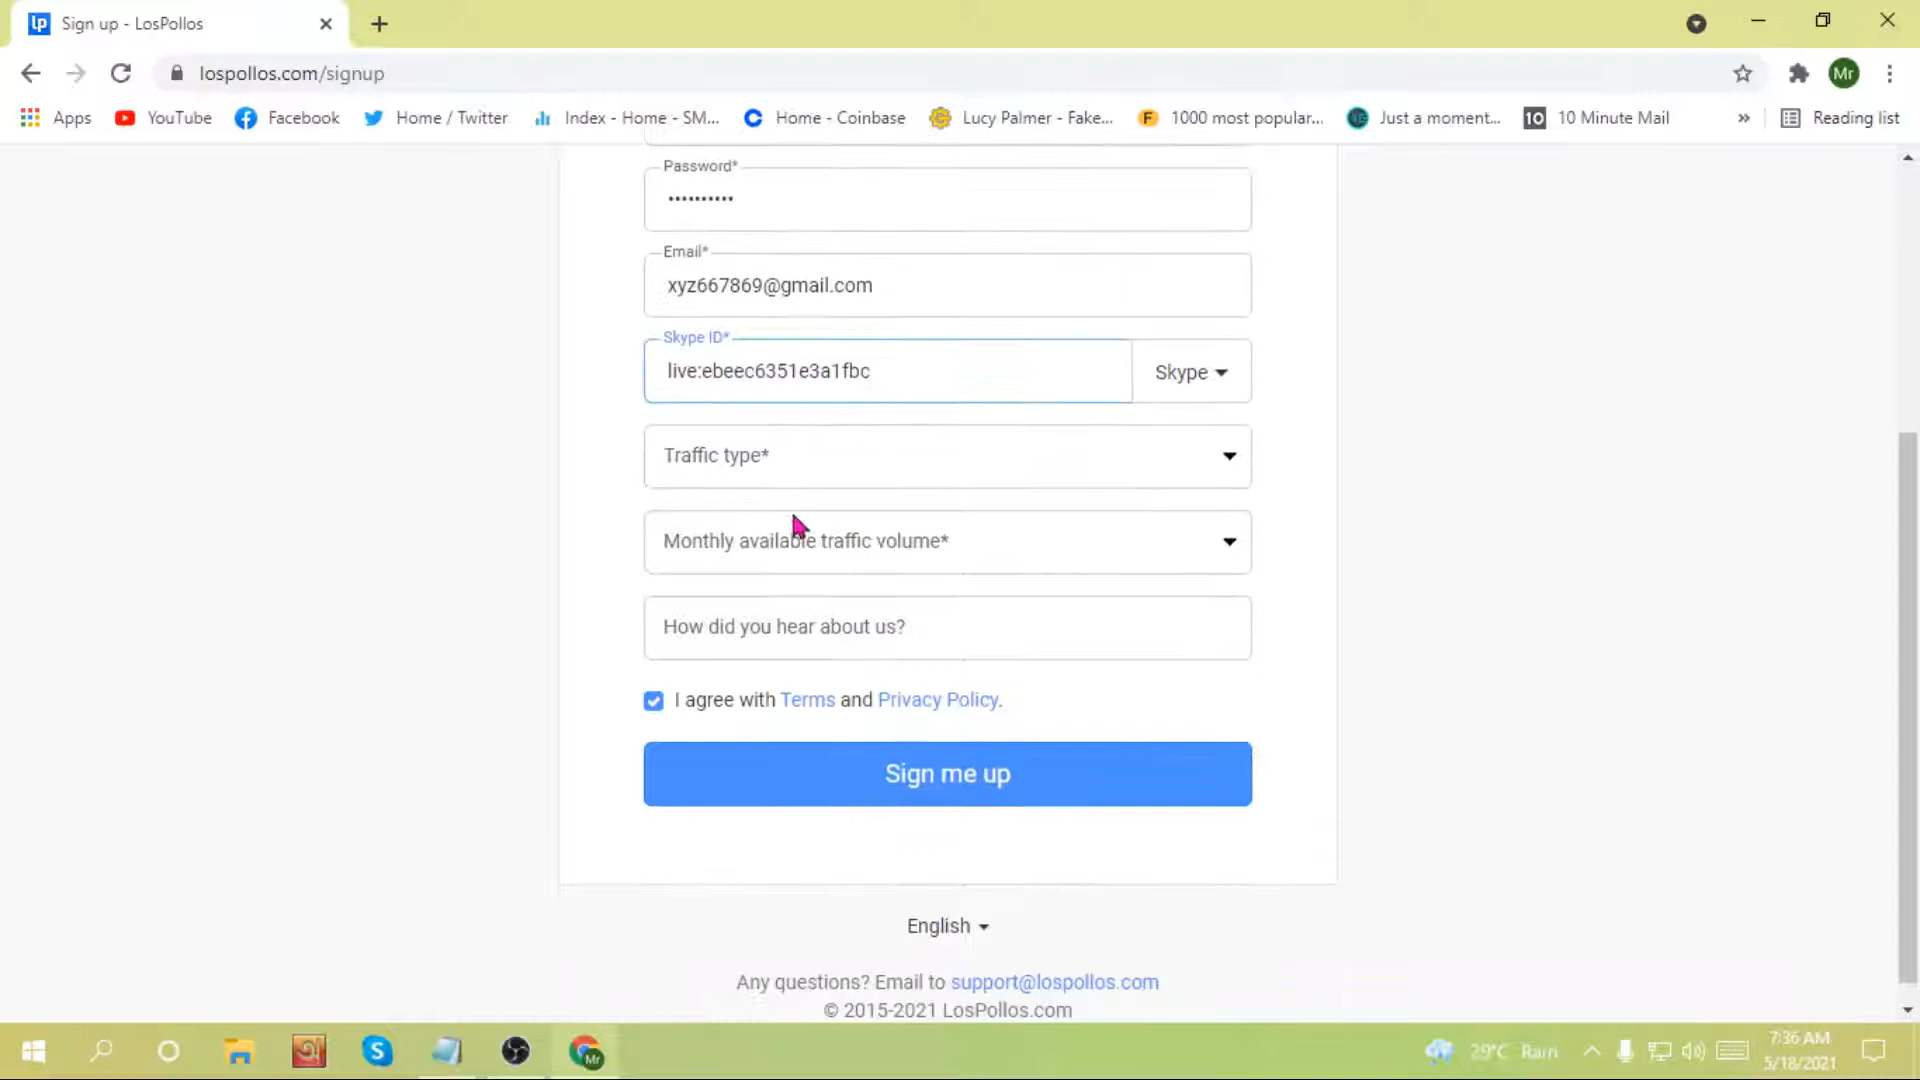 Sign up - LosPollos
lospollos.com/signup
Mr
Apps YouTube Facebook Home / Twitter Index - Home - SM... Home - Coinbase Lucy Palmer - Fake... 1000 most popular... Just a moment... 10 10 Minute Mail » Reading list
Password*
••••••••••
Email*
xyz667869@gmail.com
Skype ID*
live:ebeec6351e3a1fbc Skype
Traffic type*
Monthly available traffic volume*
How did you hear about us?
I agree with Terms and Privacy Policy.
Sign me up
English
Any questions? Email to support@lospollos.com
© 2015-2021 LosPollos.com
29°C Rain
7:36 AM
5/18/2021